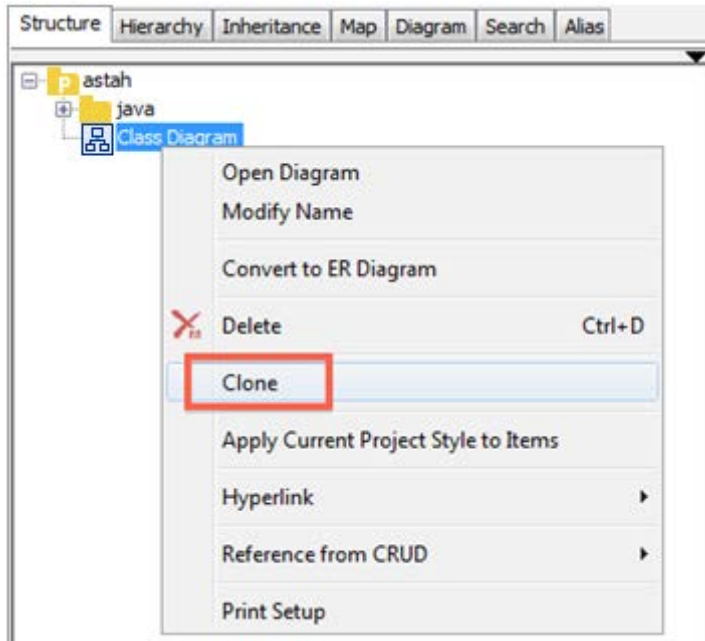 Structure Hierarchy Inheritance Map Diagram Search Alias
astah
java
Class Diagram
Open Diagram
Modify Name
Convert to ER Diagram
Delete Ctrl+D
Clone
Apply Current Project Style to Items
Hyperlink
Reference from CRUD
Print Setup